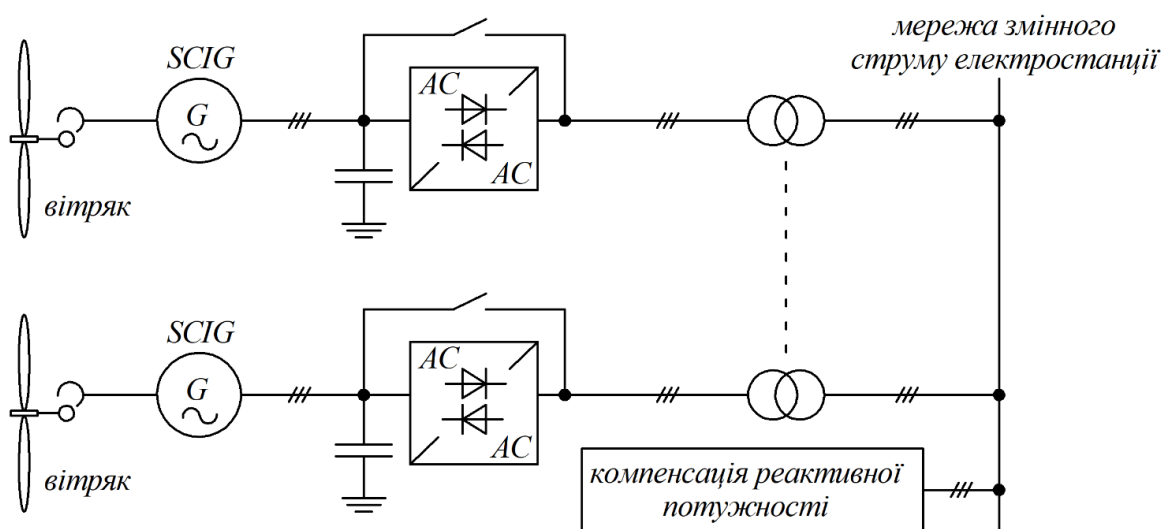 мережа змінного
струму електростанції
SCIG
G
AC
AC
вітряк
SCIG
G
AC
AC
вітряк
компенсація реактивної
потужності